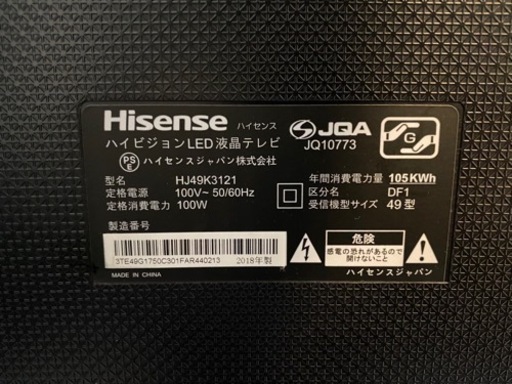 Hisense ハイセンス
JQA
JQ10773
G
ハイビジョンLED液晶テレビ
PS
E
ハイセンスジャパン株式会社
型名 HJ49K3121
定格電源 100V~ 50/60Hz
定格消費電力 100W
年間消費電力量 105KWh
区分名 DF1
受信機型サイズ 49型
製造番号
3TE49G1750C301FAR440213 2018年製
MADE IN CHINA
危険
感電の恐れがあるので
開けないこと
ハイセンスジャパン